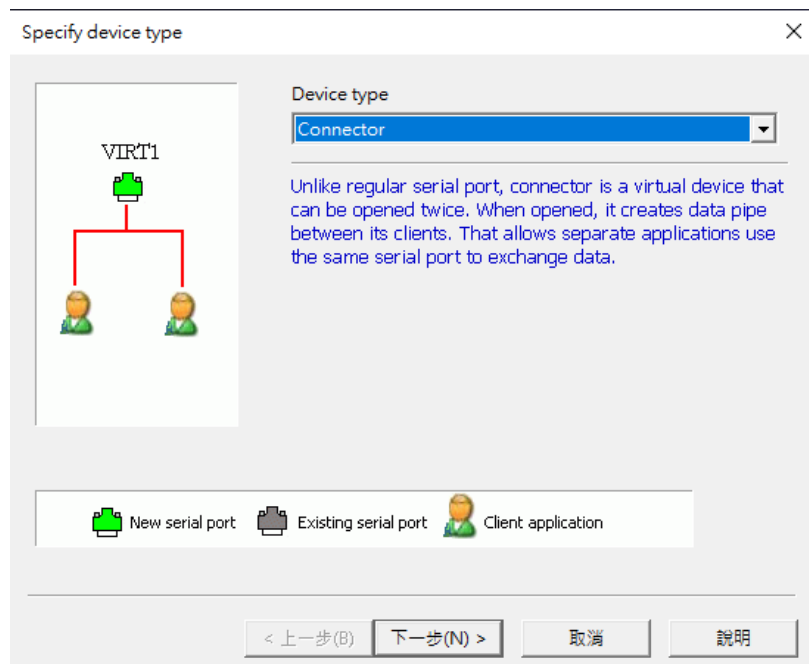 Specify device type
Device type
Connector
VIRT1
Unlike regular serial port, connector is a virtual device that
can be opened twice. When opened, it creates data pipe
between its clients. That allows separate applications use
the same serial port to exchange data.
New serial port Existing serial port Client application
< 上一步(B) 下一步(N) > 取消 說明